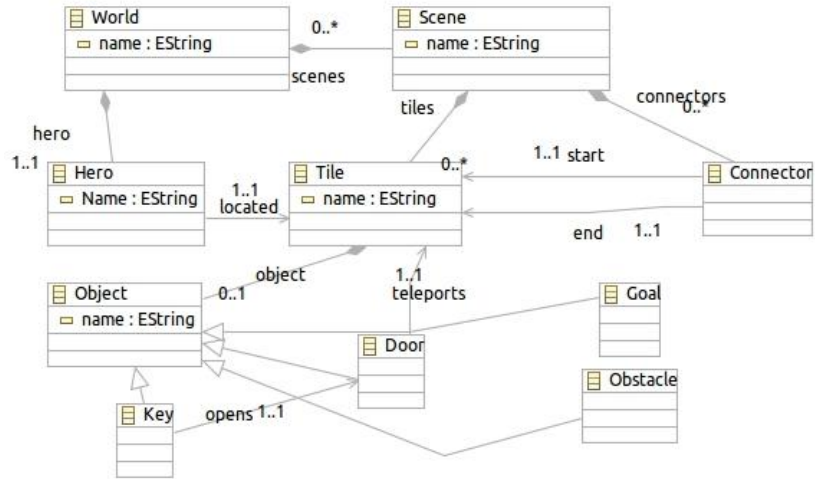 World
name : EString
0..*
scenes
Scene
name : EString
tiles
connectors
0..*
hero
1..1
Hero
Name : EString
1..1
located
Tile
name : EString
0..*
1..1 start
Connector
end 1..1
object
0..1
1..1
teleports
Object
name : EString
Door
Goal
Obstacle
Key
opens 1..1